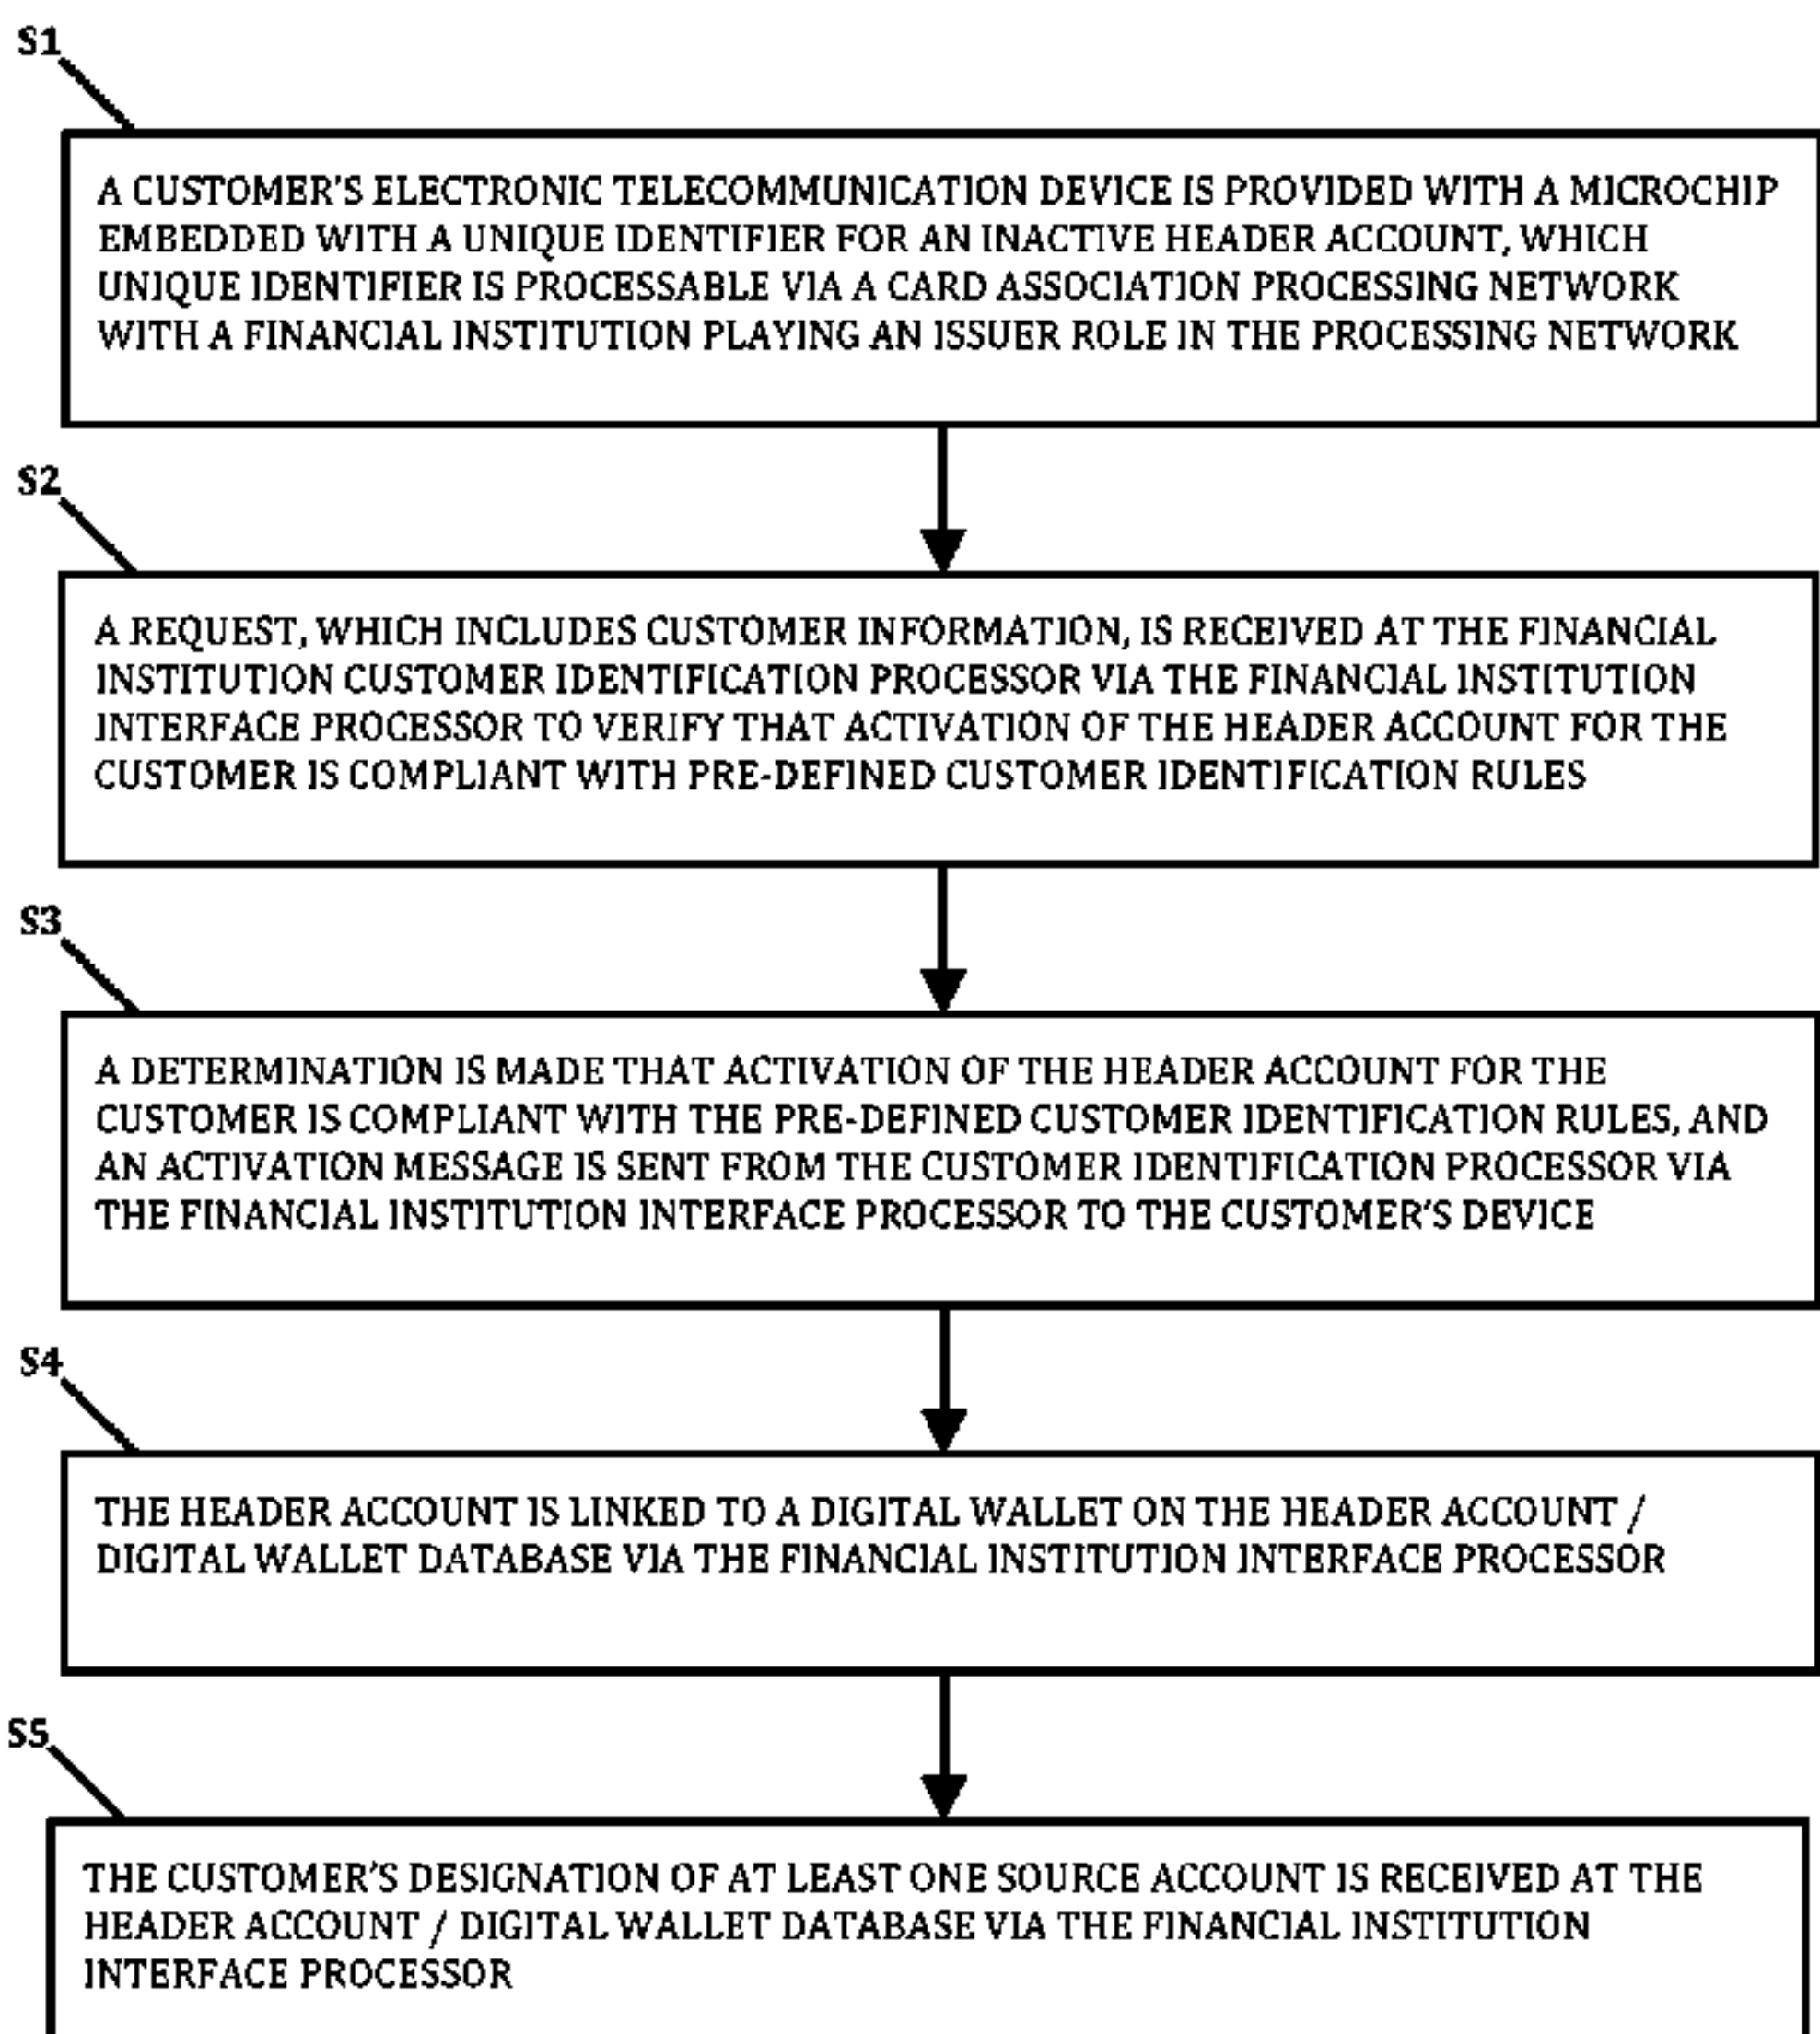 S1
A CUSTOMER'S ELECTRONIC TELECOMMUNICATION DEVICE IS PROVIDED WITH A MICROCHIP
EMBEDDED WITH A UNIQUE IDENTIFIER FOR AN INACTIVE HEADER ACCOUNT, WHICH
UNIQUE IDENTIFIER IS PROCESSABLE VIA A CARD ASSOCIATION PROCESSING NETWORK
WITH A FINANCIAL INSTITUTION PLAYING AN ISSUER ROLE IN THE PROCESSING NETWORK
S2
A REQUEST, WHICH INCLUDES CUSTOMER INFORMATION, IS RECEIVED AT THE FINANCIAL
INSTITUTION CUSTOMER IDENTIFICATION PROCESSOR VIA THE FINANCIAL INSTITUTION
INTERFACE PROCESSOR TO VERIFY THAT ACTIVATION OF THE HEADER ACCOUNT FOR THE
CUSTOMER IS COMPLIANT WITH PRE-DEFINED CUSTOMER IDENTIFICATION RULES
S3
A DETERMINATION IS MADE THAT ACTIVATION OF THE HEADER ACCOUNT FOR THE
CUSTOMER IS COMPLIANT WITH THE PRE-DEFINED CUSTOMER IDENTIFICATION RULES, AND
AN ACTIVATION MESSAGE IS SENT FROM THE CUSTOMER IDENTIFICATION PROCESSOR VIA
THE FINANCIAL INSTITUTION INTERFACE PROCESSOR TO THE CUSTOMER'S DEVICE
S4
THE HEADER ACCOUNT IS LINKED TO A DIGITAL WALLET ON THE HEADER ACCOUNT /
DIGITAL WALLET DATABASE VIA THE FINANCIAL INSTITUTION INTERFACE PROCESSOR
S5
THE CUSTOMER'S DESIGNATION OF AT LEAST ONE SOURCE ACCOUNT IS RECEIVED AT THE
HEADER ACCOUNT / DIGITAL WALLET DATABASE VIA THE FINANCIAL INSTITUTION
INTERFACE PROCESSOR